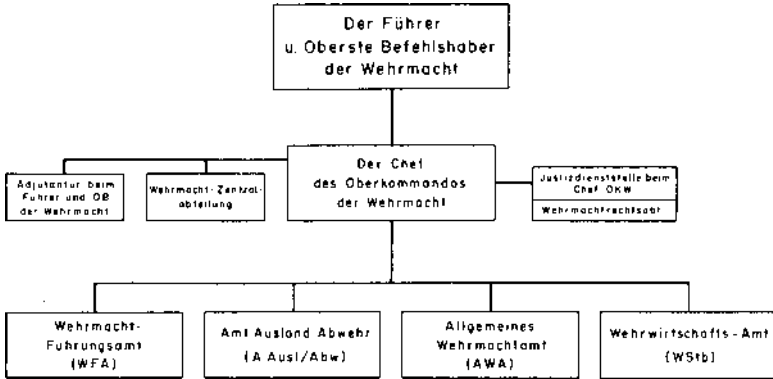 Der Führer
u. Oberste Befehlshaber
der Wehrmacht
Der Chef
des Oberkommandos
der Wehrmacht
Adjutantur beim
Führer und OB
der Wehrmacht
Wehrmacht-Zentral-
abteilung
Justizdienststelle beim
Chef OKW
Wehrmachtrechtsabt
Wehrmacht-
Führungsamt
(WFA)
Amt Ausland Abwehr
(A Ausl/Abw)
Allgemeines
Wehrmachtamt
(AWA)
Wehrwirtschafts-Amt
(WStb)